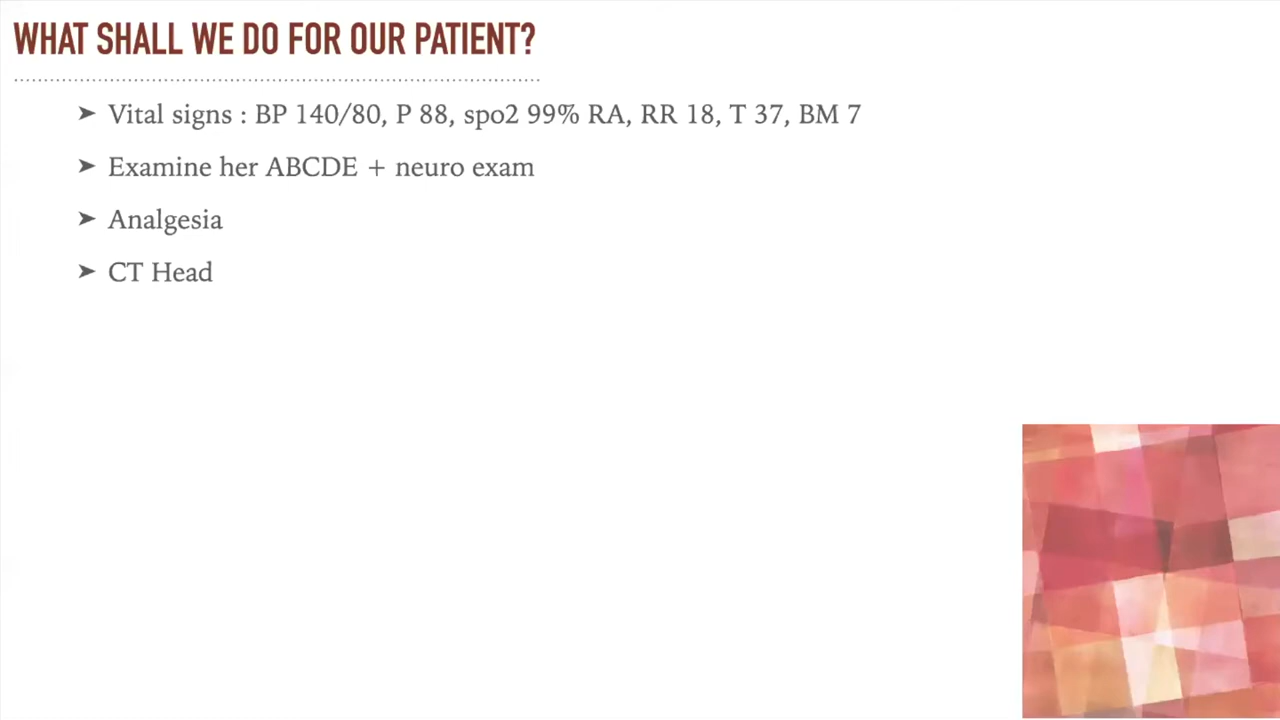 WHAT SHALL WE DO FOR OUR PATIENT?
➤ Vital signs : BP 140/80, P 88, spo2 99% RA, RR 18, T 37, BM 7
➤ Examine her ABCDE + neuro exam
➤ Analgesia
➤ CT Head